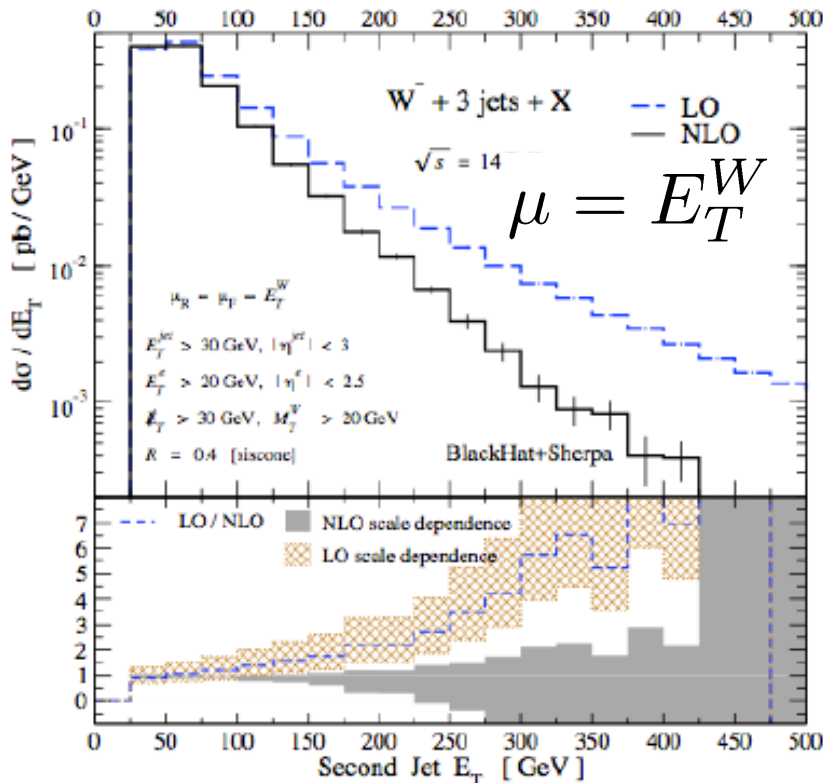 0 50 100 150 200 250 300 350 400 450 500
W⁻ + 3 jets + X
LO
NLO
√s = 14
μ = E_T^W
10⁻¹
10⁻²
10⁻³
dσ / dE_T [ pb / GeV ]
μ_R = μ_F = E_T^W
E_T^jet > 30 GeV, | η^jet | < 3
E_T^e > 20 GeV, | η^e | < 2.5
E̸_T > 30 GeV, M_T^W > 20 GeV
R = 0.4 [siscone]
BlackHat+Sherpa
LO / NLO
NLO scale dependence
LO scale dependence
7
6
5
4
3
2
1
0
0 50 100 150 200 250 300 350 400 450 500
Second Jet E_T [ GeV ]